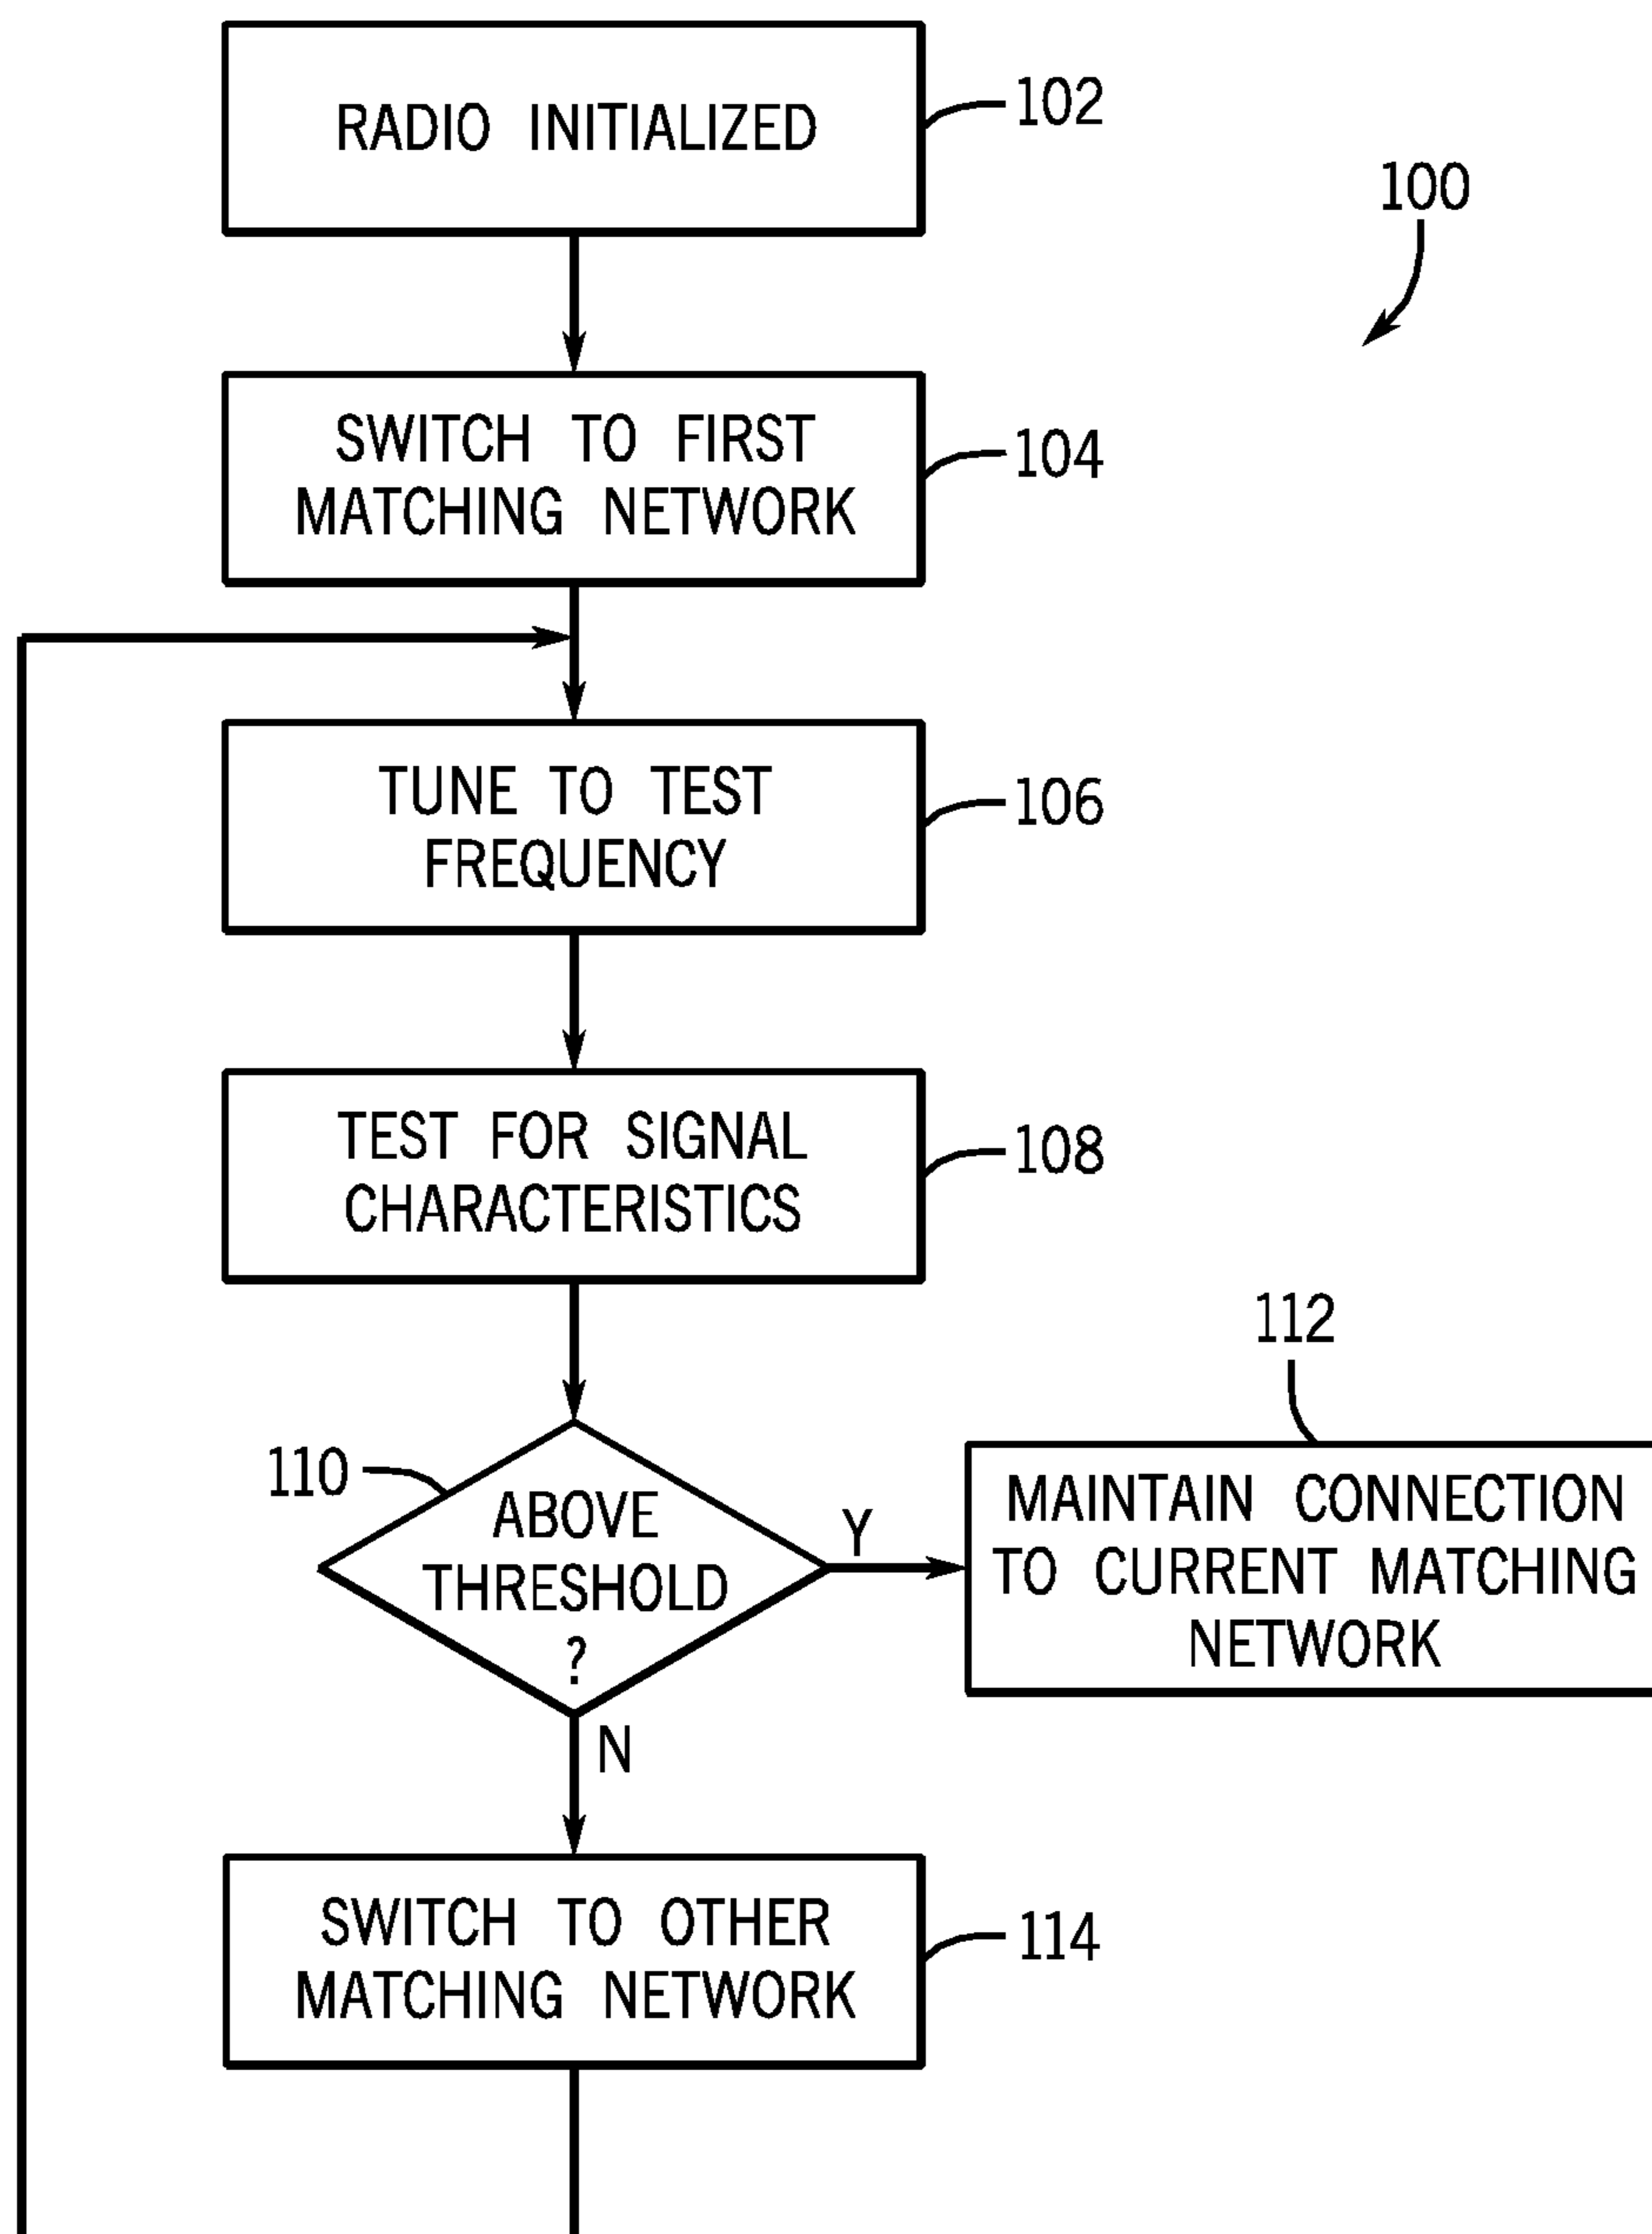 RADIO INITIALIZED
102
100
SWITCH TO FIRST
MATCHING NETWORK
104
TUNE TO TEST
FREQUENCY
106
TEST FOR SIGNAL
CHARACTERISTICS
108
110
ABOVE
THRESHOLD
?
Y
N
112
MAINTAIN CONNECTION
TO CURRENT MATCHING
NETWORK
SWITCH TO OTHER
MATCHING NETWORK
114